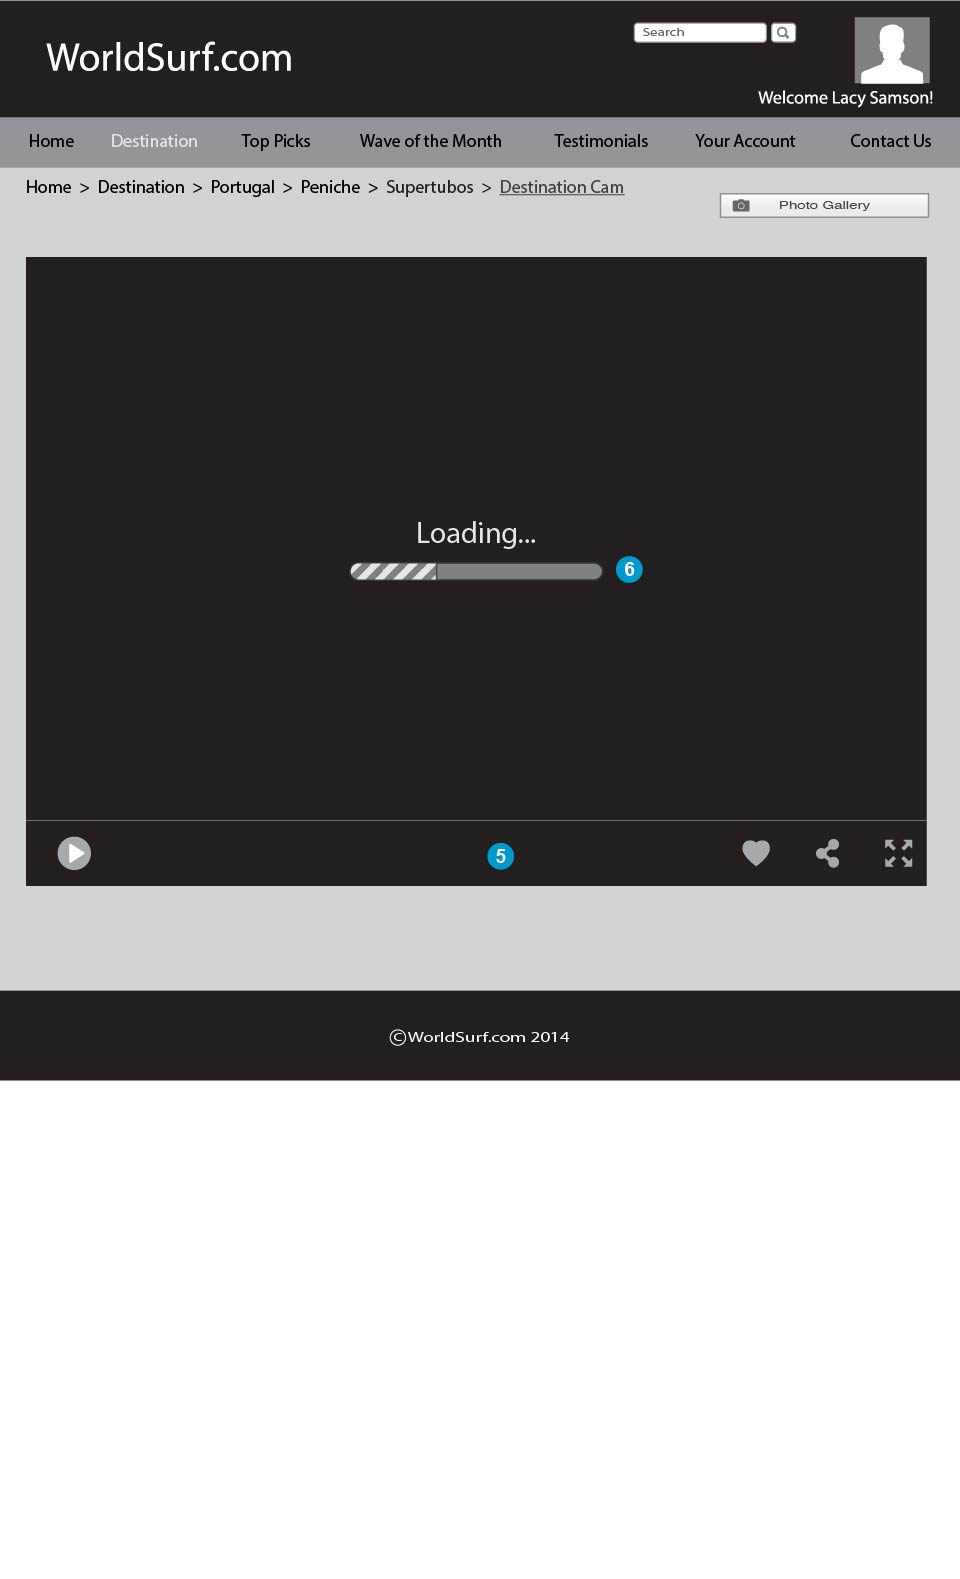 WorldSurf.com
Search
Welcome Lacy Samson!
Home Destination Top Picks Wave of the Month Testimonials Your Account Contact Us
Home > Destination > Portugal > Peniche > Supertubos > Destination Cam
Photo Gallery
Loading...
6
5
©WorldSurf.com 2014